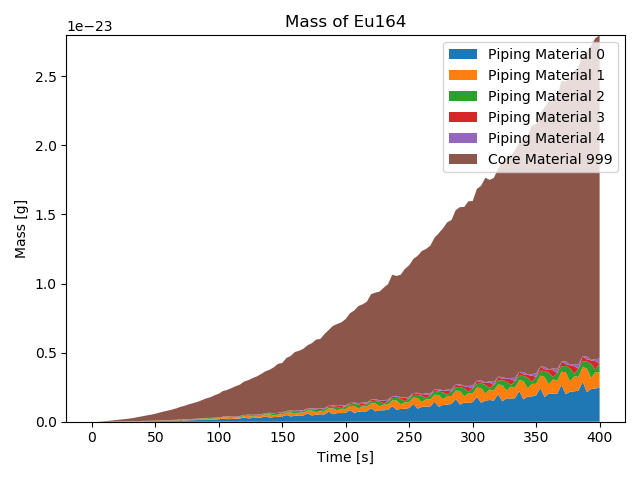 Mass of Eu164
1e−23
Piping Material 0
Piping Material 1
Piping Material 2
Piping Material 3
Piping Material 4
Core Material 999
2.5
2.0
1.5
1.0
0.5
0.0
Mass [g]
0 50 100 150 200 250 300 350 400
Time [s]